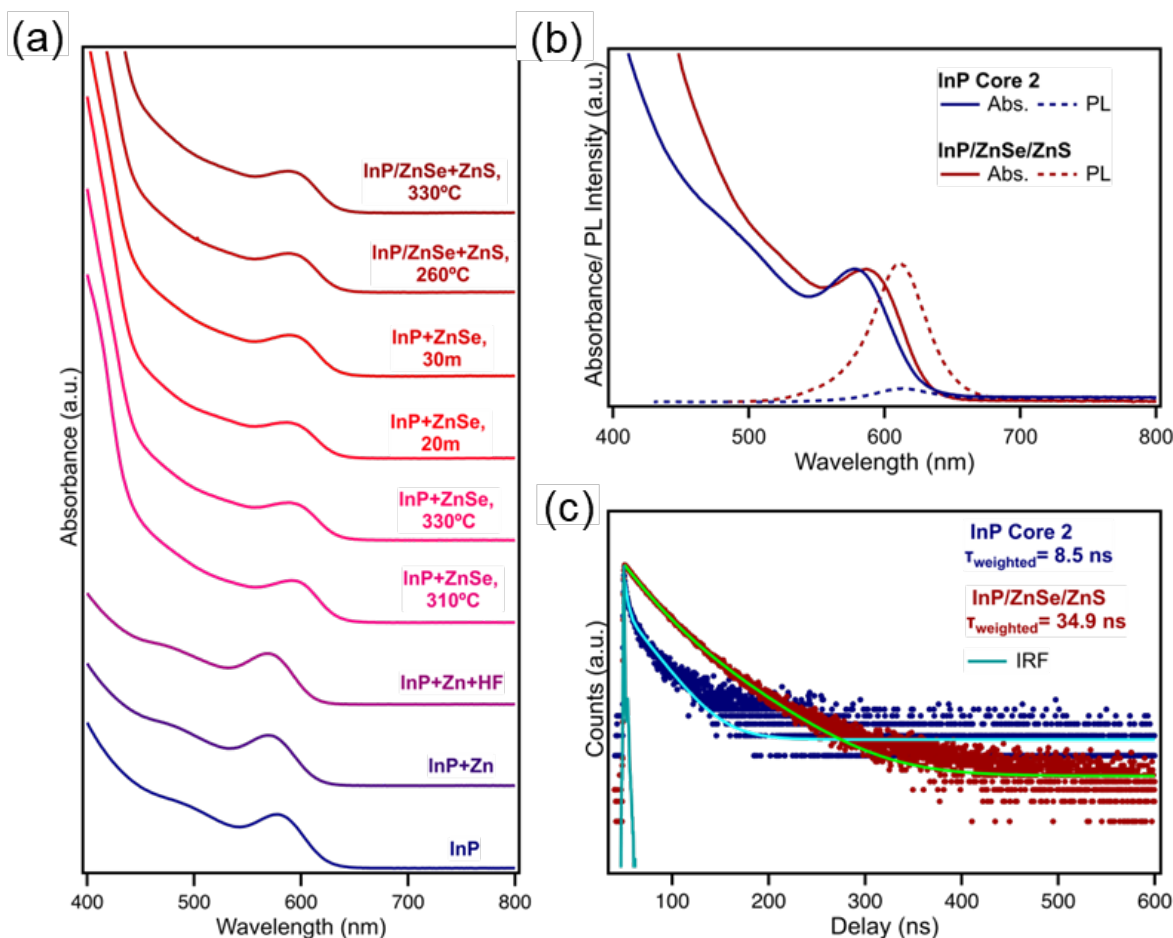 (a)
Absorbance (a.u.)
InP/ZnSe+ZnS,
330ºC
InP/ZnSe+ZnS,
260ºC
InP+ZnSe,
30m
InP+ZnSe,
20m
InP+ZnSe,
330ºC
InP+ZnSe,
310ºC
InP+Zn+HF
InP+Zn
InP
400 500 600 700 800
Wavelength (nm)
(b)
Absorbance/ PL Intensity (a.u.)
InP Core 2
Abs. PL
InP/ZnSe/ZnS
Abs. PL
400 500 600 700 800
Wavelength (nm)
(c)
Counts (a.u.)
InP Core 2
τweighted= 8.5 ns
InP/ZnSe/ZnS
τweighted= 34.9 ns
IRF
100 200 300 400 500 600
Delay (ns)